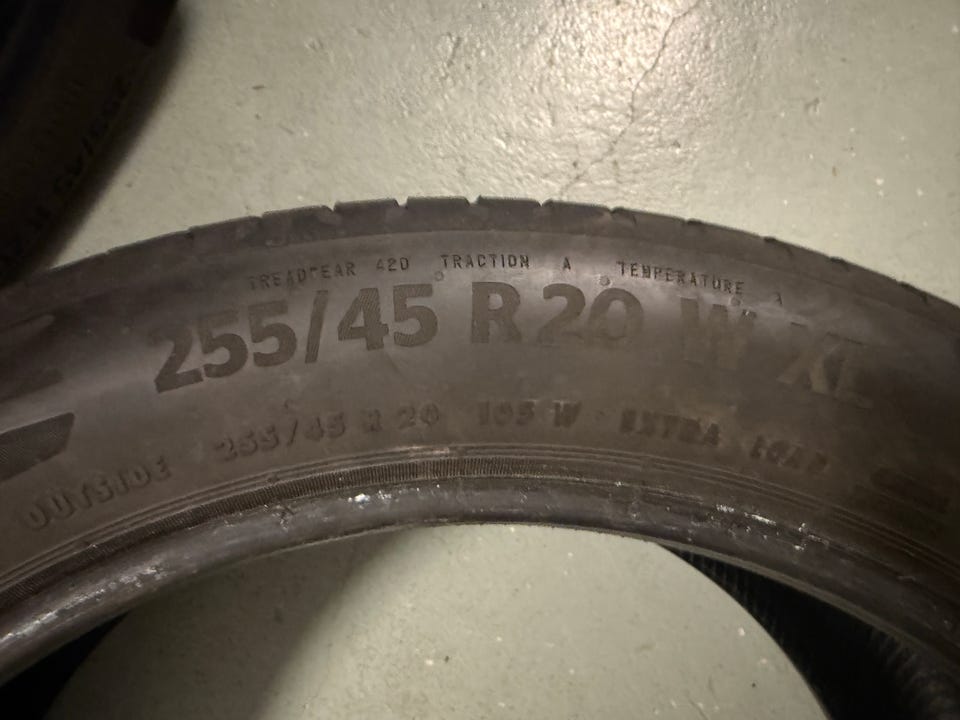 TREADWEAR 420 TRACTION A TEMPERATURE A
255/45 R20 W XL
OUTSIDE 255/45 R 20 105 W EXTRA LOAD